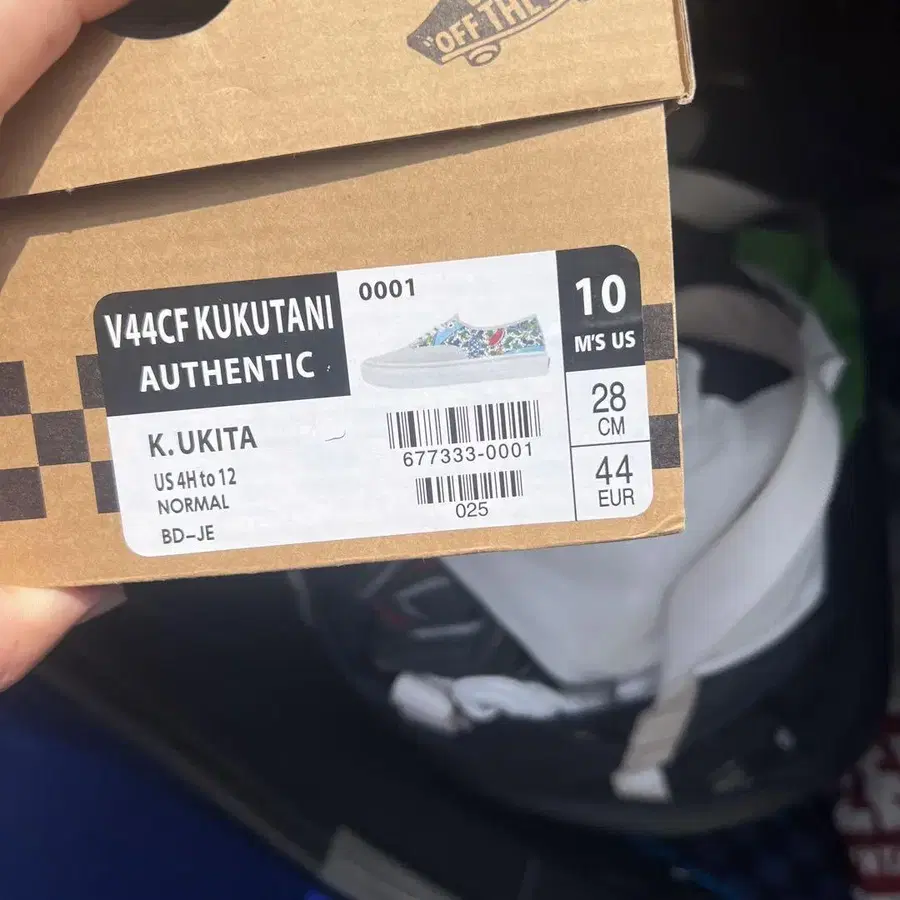 "OFF THE
V44CF KUKUTANI
AUTHENTIC
0001
10
M'S US
K.UKITA
US 4H to 12
NORMAL
BD-JE
677333-0001
025
28
CM
44
EUR